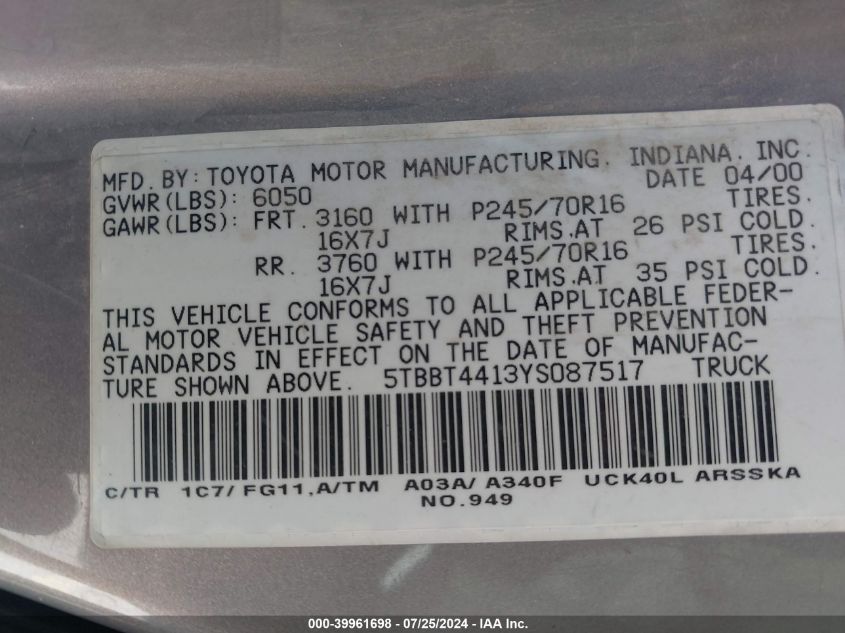 MFD. BY: TOYOTA MOTOR MANUFACTURING. INDIANA. INC.
GVWR(LBS): 6050 DATE 04/00
GAWR(LBS): FRT. 3160 WITH P245/70R16 TIRES.
16X7J RIMS.AT 26 PSI COLD.
RR. 3760 WITH P245/70R16 TIRES.
16X7J RIMS.AT 35 PSI COLD.
THIS VEHICLE CONFORMS TO ALL APPLICABLE FEDER-
AL MOTOR VEHICLE SAFETY AND THEFT PREVENTION
STANDARDS IN EFFECT ON THE DATE OF MANUFAC-
TURE SHOWN ABOVE. 5TBBT4413YS087517 TRUCK
C/TR 1C7/ FG11,A/TM A03A/ A340F UCK40L ARSSKA
NO.949
000-39961698 - 07/25/2024 - IAA Inc.